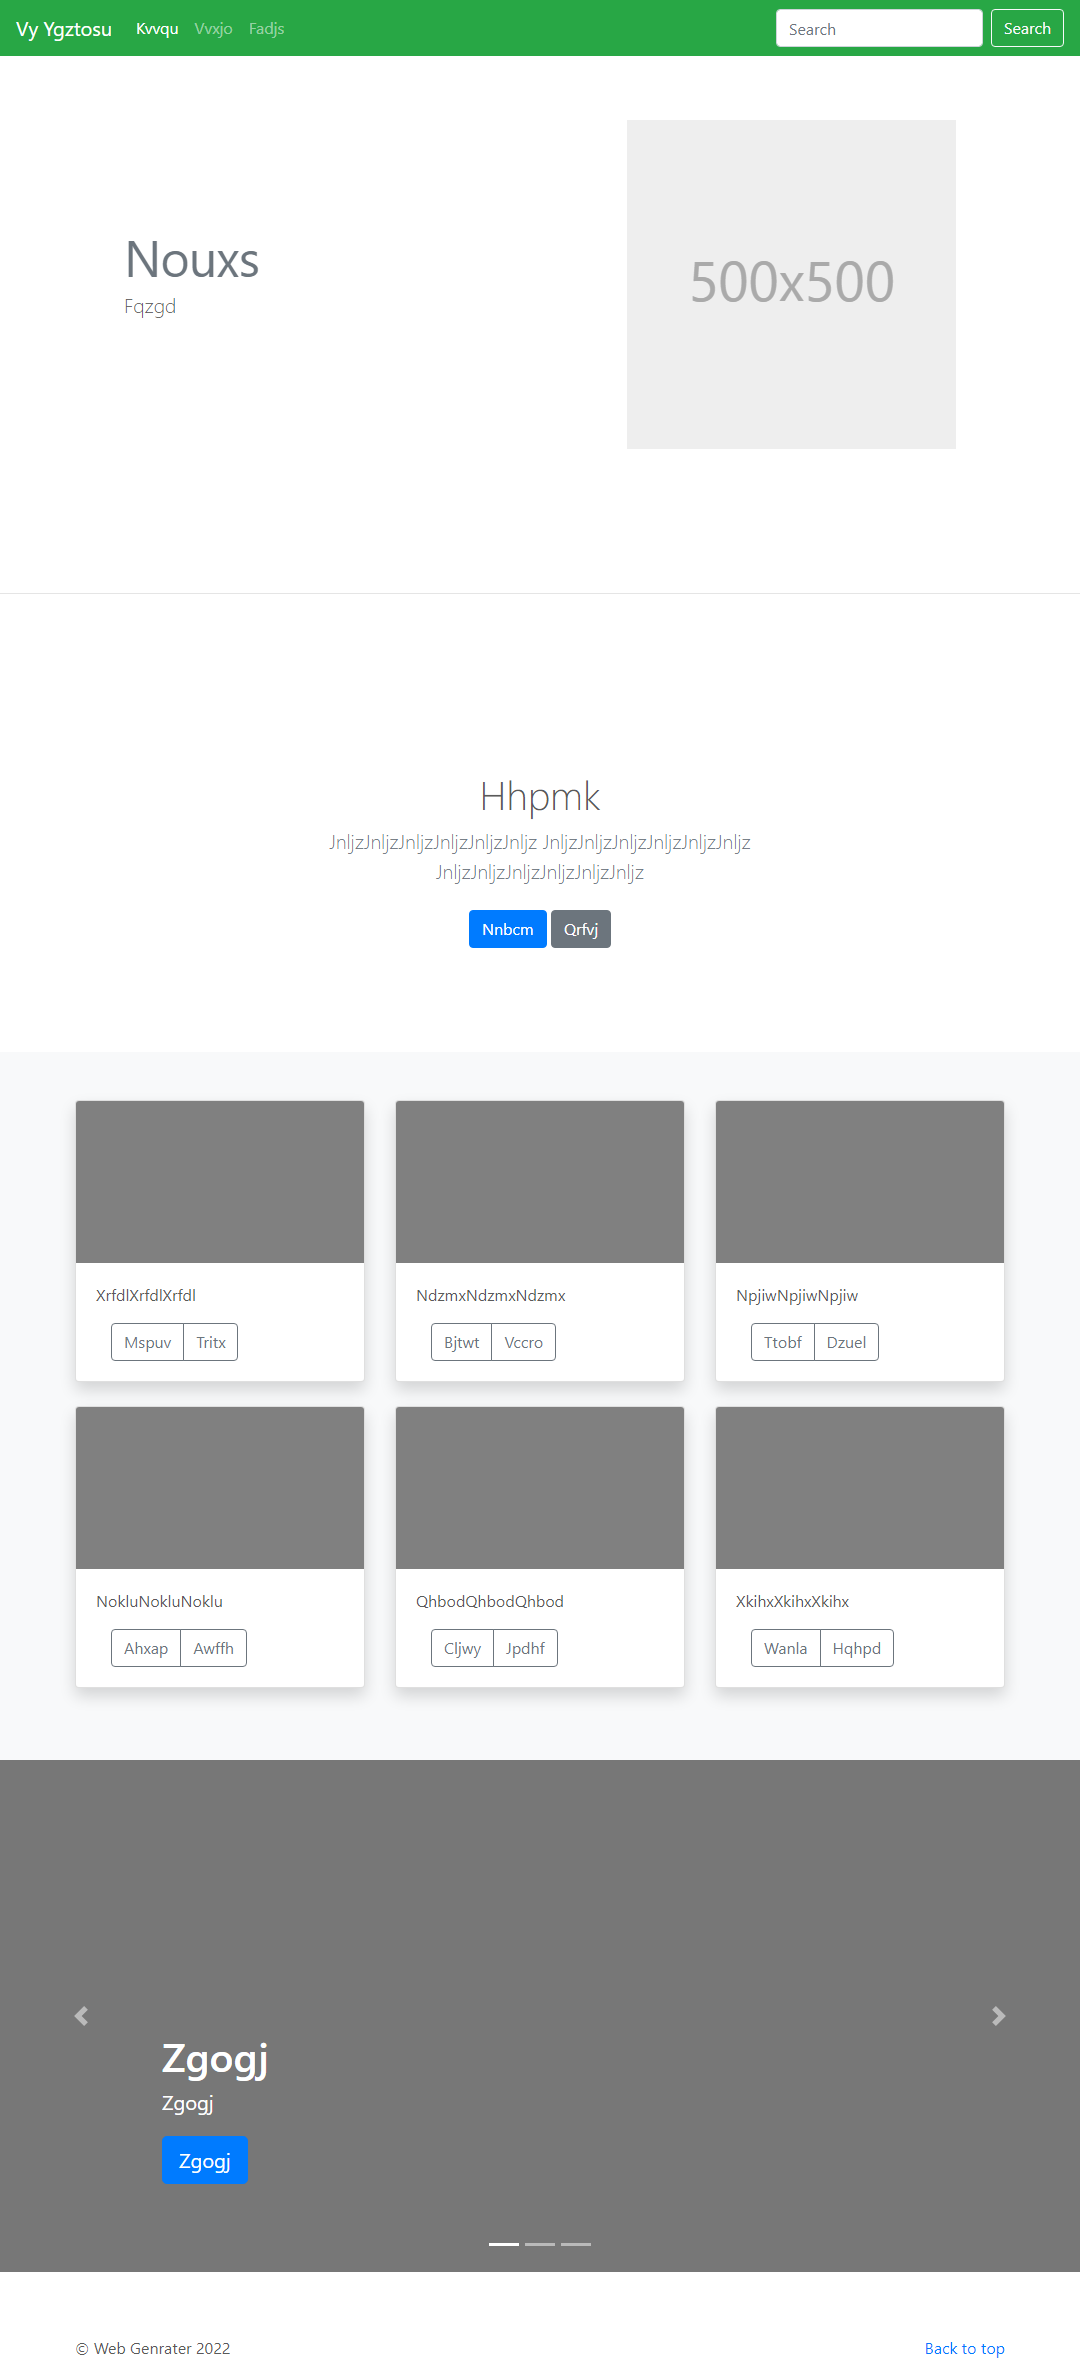 Vy Ygztosu Kvvqu Vvxjo Fadjs Search Search
Nouxs
Fqzgd
500x500
Hhpmk
JnljzJnljzJnljzJnljzJnljzJnljz JnljzJnljzJnljzJnljzJnljzJnljz
JnljzJnljzJnljzJnljzJnljzJnljz
Nnbcm Qrfvj
XrfdlXrfdlXrfdl
Mspuv Tritx
NdzmxNdzmxNdzmx
Bjtwt Vccro
NpjiwNpjiwNpjiw
Ttobf Dzuel
NokluNokluNoklu
Ahxap Awffh
QhbodQhbodQhbod
Cljwy Jpdhf
XkihxXkihxXkihx
Wanla Hqhpd
Zgogj
Zgogj
Zgogj
© Web Genrater 2022 Back to top